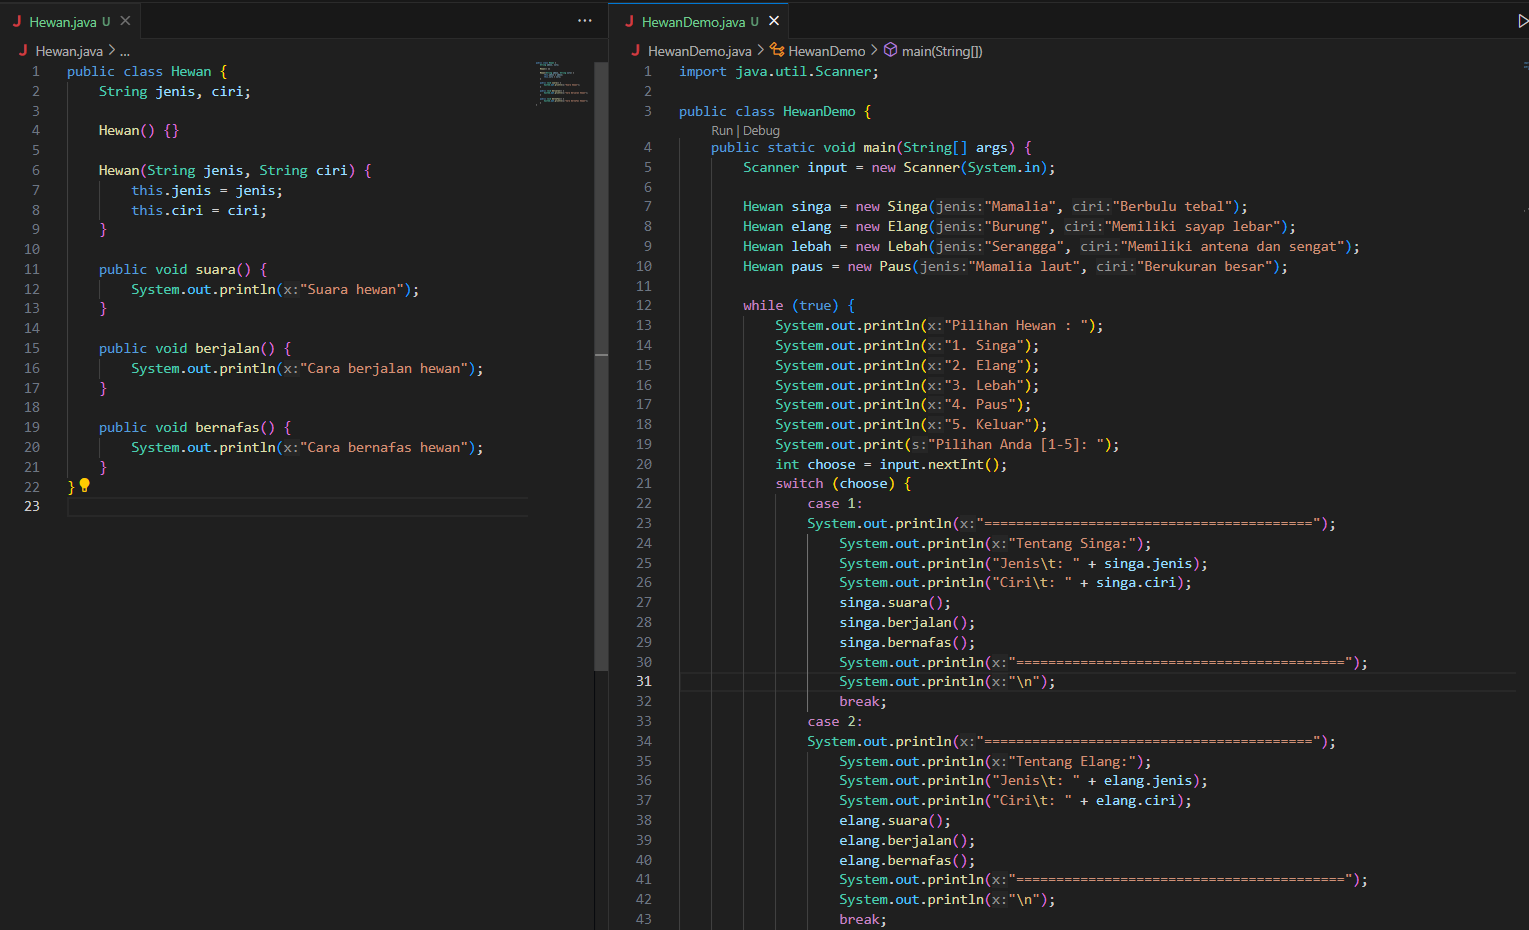 Hewan.java U
Hewan.java > ...
1 public class Hewan {
2 String jenis, ciri;
3
4 Hewan() {}
5
6 Hewan(String jenis, String ciri) {
7 this.jenis = jenis;
8 this.ciri = ciri;
9 }
10
11 public void suara() {
12 System.out.println(x:"Suara hewan");
13 }
14
15 public void berjalan() {
16 System.out.println(x:"Cara berjalan hewan");
17 }
18
19 public void bernafas() {
20 System.out.println(x:"Cara bernafas hewan");
21 }
22 }
23
HewanDemo.java U
HewanDemo.java > HewanDemo > main(String[])
1 import java.util.Scanner;
2
3 public class HewanDemo {
Run | Debug
4 public static void main(String[] args) {
5 Scanner input = new Scanner(System.in);
6
7 Hewan singa = new Singa(jenis:"Mamalia", ciri:"Berbulu tebal");
8 Hewan elang = new Elang(jenis:"Burung", ciri:"Memiliki sayap lebar");
9 Hewan lebah = new Lebah(jenis:"Serangga", ciri:"Memiliki antena dan sengat");
10 Hewan paus = new Paus(jenis:"Mamalia laut", ciri:"Berukuran besar");
11
12 while (true) {
13 System.out.println(x:"Pilihan Hewan : ");
14 System.out.println(x:"1. Singa");
15 System.out.println(x:"2. Elang");
16 System.out.println(x:"3. Lebah");
17 System.out.println(x:"4. Paus");
18 System.out.println(x:"5. Keluar");
19 System.out.print(s:"Pilihan Anda [1-5]: ");
20 int choose = input.nextInt();
21 switch (choose) {
22 case 1:
23 System.out.println(x:"=========================================");
24 System.out.println(x:"Tentang Singa:");
25 System.out.println("Jenis\t: " + singa.jenis);
26 System.out.println("Ciri\t: " + singa.ciri);
27 singa.suara();
28 singa.berjalan();
29 singa.bernafas();
30 System.out.println(x:"=========================================");
31 System.out.println(x:"\n");
32 break;
33 case 2:
34 System.out.println(x:"=========================================");
35 System.out.println(x:"Tentang Elang:");
36 System.out.println("Jenis\t: " + elang.jenis);
37 System.out.println("Ciri\t: " + elang.ciri);
38 elang.suara();
39 elang.berjalan();
40 elang.bernafas();
41 System.out.println(x:"=========================================");
42 System.out.println(x:"\n");
43 break;